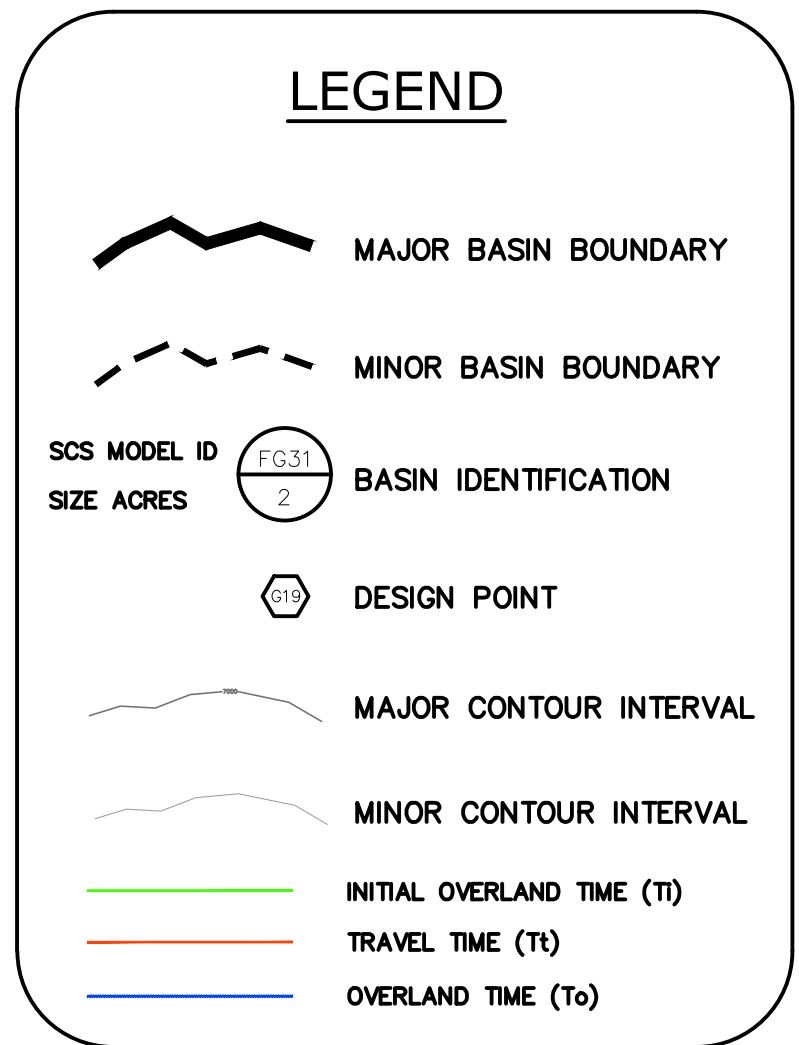 LEGEND
MAJOR BASIN BOUNDARY
MINOR BASIN BOUNDARY
SCS MODEL ID
SIZE ACRES
FG31
2
BASIN IDENTIFICATION
G19
DESIGN POINT
7000
MAJOR CONTOUR INTERVAL
MINOR CONTOUR INTERVAL
INITIAL OVERLAND TIME (Ti)
TRAVEL TIME (Tt)
OVERLAND TIME (To)